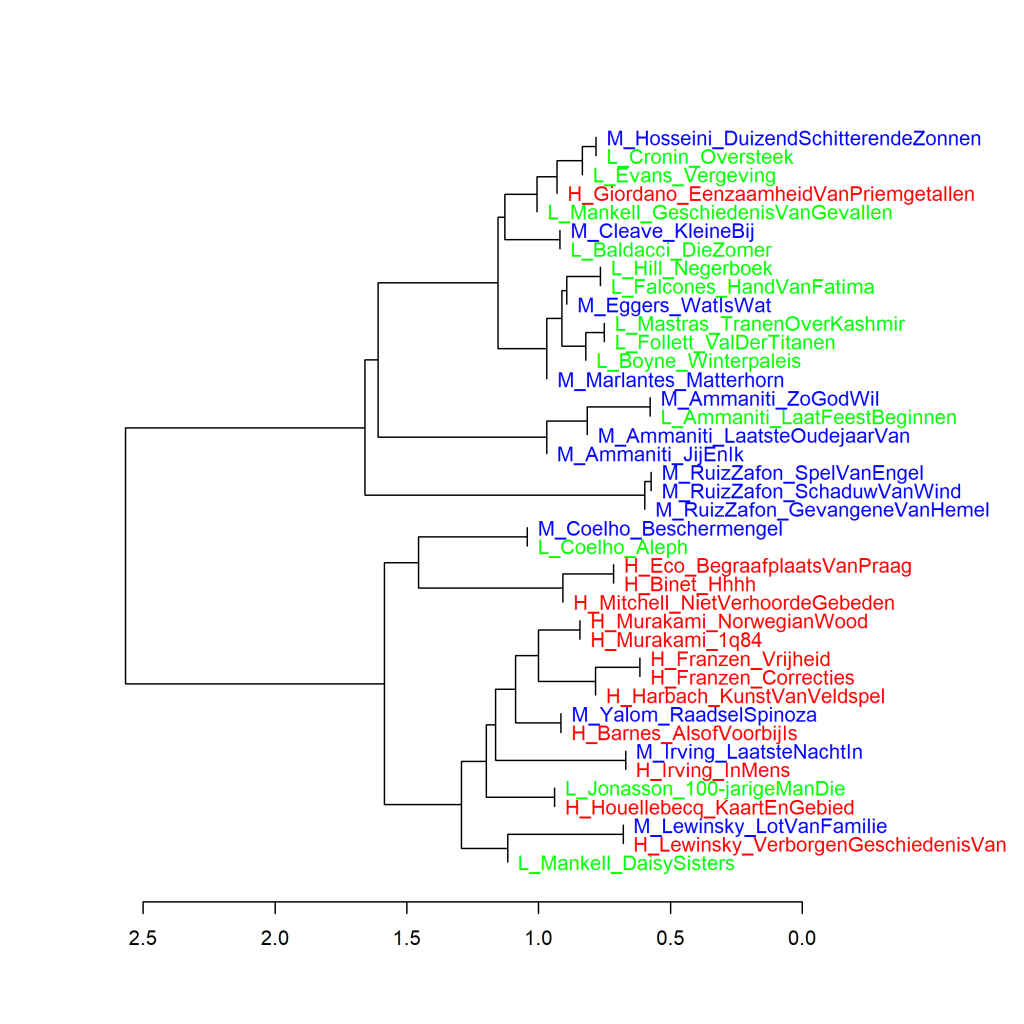 M_Hosseini_DuizendSchitterendeZonnen
L_Cronin_Oversteek
L_Evans_Vergeving
H_Giordano_EenzaamheidVanPriemgetallen
L_Mankell_GeschiedenisVanGevallen
M_Cleave_KleineBij
L_Baldacci_DieZomer
L_Hill_Negerboek
L_Falcones_HandVanFatima
M_Eggers_WatIsWat
L_Mastras_TranenOverKashmir
L_Follett_ValDerTitanen
L_Boyne_Winterpaleis
M_Marlantes_Matterhorn
M_Ammaniti_ZoGodWil
L_Ammaniti_LaatFeestBeginnen
M_Ammaniti_LaatsteOudejaarVan
M_Ammaniti_JijEnIk
M_RuizZafon_SpelVanEngel
M_RuizZafon_SchaduwVanWind
M_RuizZafon_GevangeneVanHemel
M_Coelho_Beschermengel
L_Coelho_Aleph
H_Eco_BegraafplaatsVanPraag
H_Binet_Hhhh
H_Mitchell_NietVerhoordeGebeden
H_Murakami_NorwegianWood
H_Murakami_1q84
H_Franzen_Vrijheid
H_Franzen_Correcties
H_Harbach_KunstVanVeldspel
M_Yalom_RaadselSpinoza
H_Barnes_AlsofVoorbijIs
M_Irving_LaatsteNachtIn
H_Irving_InMens
L_Jonasson_100-jarigeManDie
H_Houellebecq_KaartEnGebied
M_Lewinsky_LotVanFamilie
H_Lewinsky_VerborgenGeschiedenisVan
L_Mankell_DaisySisters
2.5 2.0 1.5 1.0 0.5 0.0